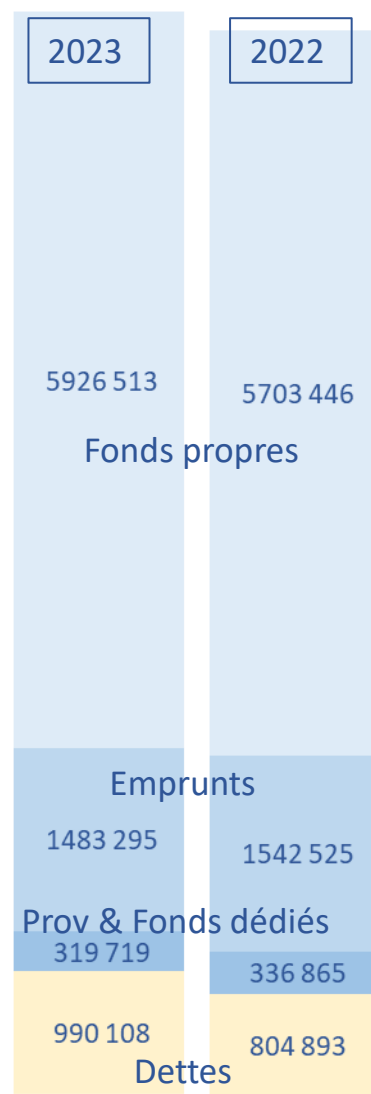 2023 2022
5926 513 5703 446
Fonds propres
Emprunts
1483 295 1542 525
Prov & Fonds dédiés
319 719 336 865
990 108 804 893
Dettes